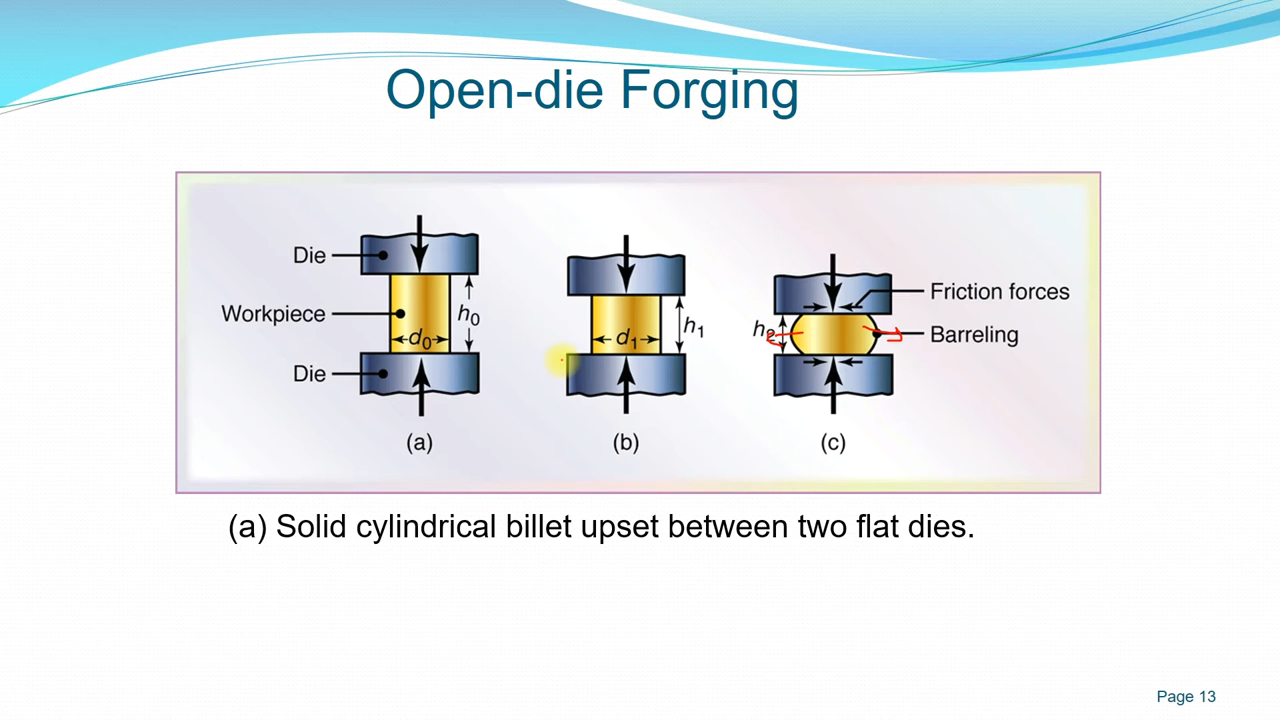 Open-die Forging
Die
Workpiece
Die
h0
d0
(a)
h1
d1
(b)
h2
Friction forces
Barreling
(c)
(a) Solid cylindrical billet upset between two flat dies.
Page 13